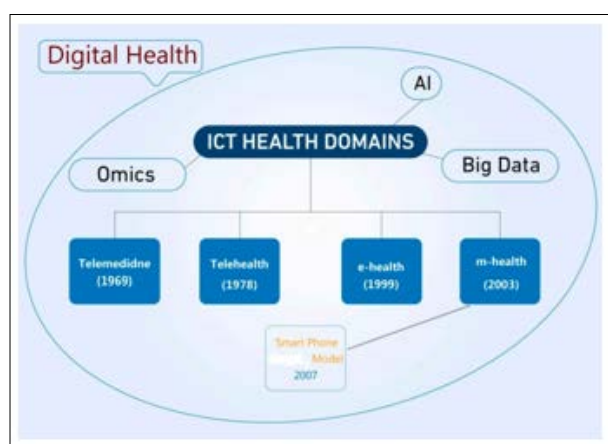 Digital Health
AI
ICT HEALTH DOMAINS
Omics
Big Data
Telemedidne
(1969)
Telehealth
(1978)
e-health
(1999)
m-health
(2003)
Smart Phone
Model
2007